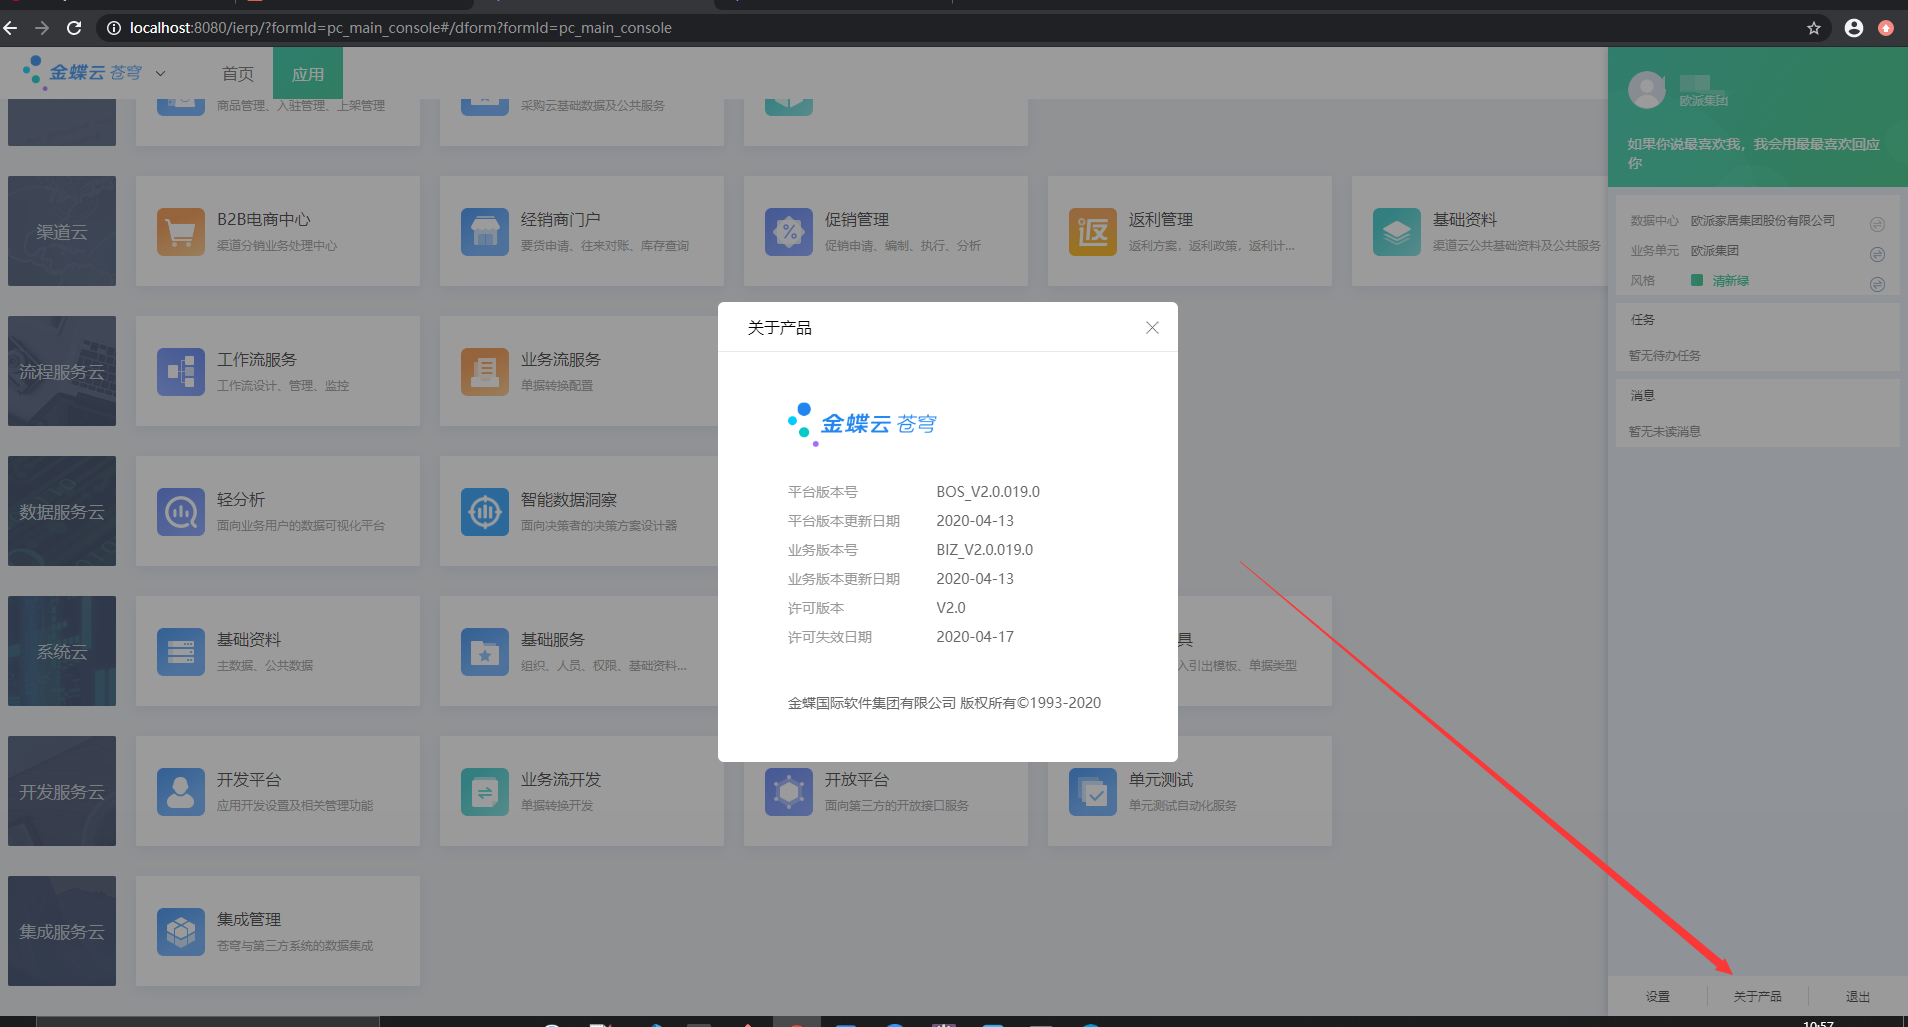 localhost:8080/ierp/?formId=pc_main_console#/dform?formId=pc_main_console
金蝶云 苍穹
首页
应用
商品管理、入驻管理、上架管理
采购云基础数据及公共服务
渠道云
B2B电商中心
渠道分销业务处理中心
经销商门户
要货申请、往来对账、库存查询
促销管理
促销申请、编制、执行、分析
返
返利管理
返利方案，返利政策，返利计...
基础资料
渠道云公共基础资料及公共服务
流程服务云
工作流服务
工作流设计、管理、监控
业务流服务
单据转换配置
数据服务云
轻分析
面向业务用户的数据可视化平台
智能数据洞察
面向决策者的决策方案设计器
系统云
基础资料
主数据、公共数据
基础服务
组织、人员、权限、基础资料...
具
入引出模板、单据类型
开发服务云
开发平台
应用开发设置及相关管理功能
业务流开发
单据转换开发
开放平台
面向第三方的开放接口服务
单元测试
单元测试自动化服务
集成服务云
集成管理
苍穹与第三方系统的数据集成
关于产品
金蝶云 苍穹
平台版本号 BOS_V2.0.019.0
平台版本更新日期 2020-04-13
业务版本号 BIZ_V2.0.019.0
业务版本更新日期 2020-04-13
许可版本 V2.0
许可失效日期 2020-04-17
金蝶国际软件集团有限公司 版权所有©1993-2020
欧派集团
如果你说最喜欢我，我会用最最喜欢回应
你
数据中心 欧派家居集团股份有限公司
业务单元 欧派集团
风格 清新绿
任务
暂无待办任务
消息
暂无未读消息
设置
关于产品
退出
10:57